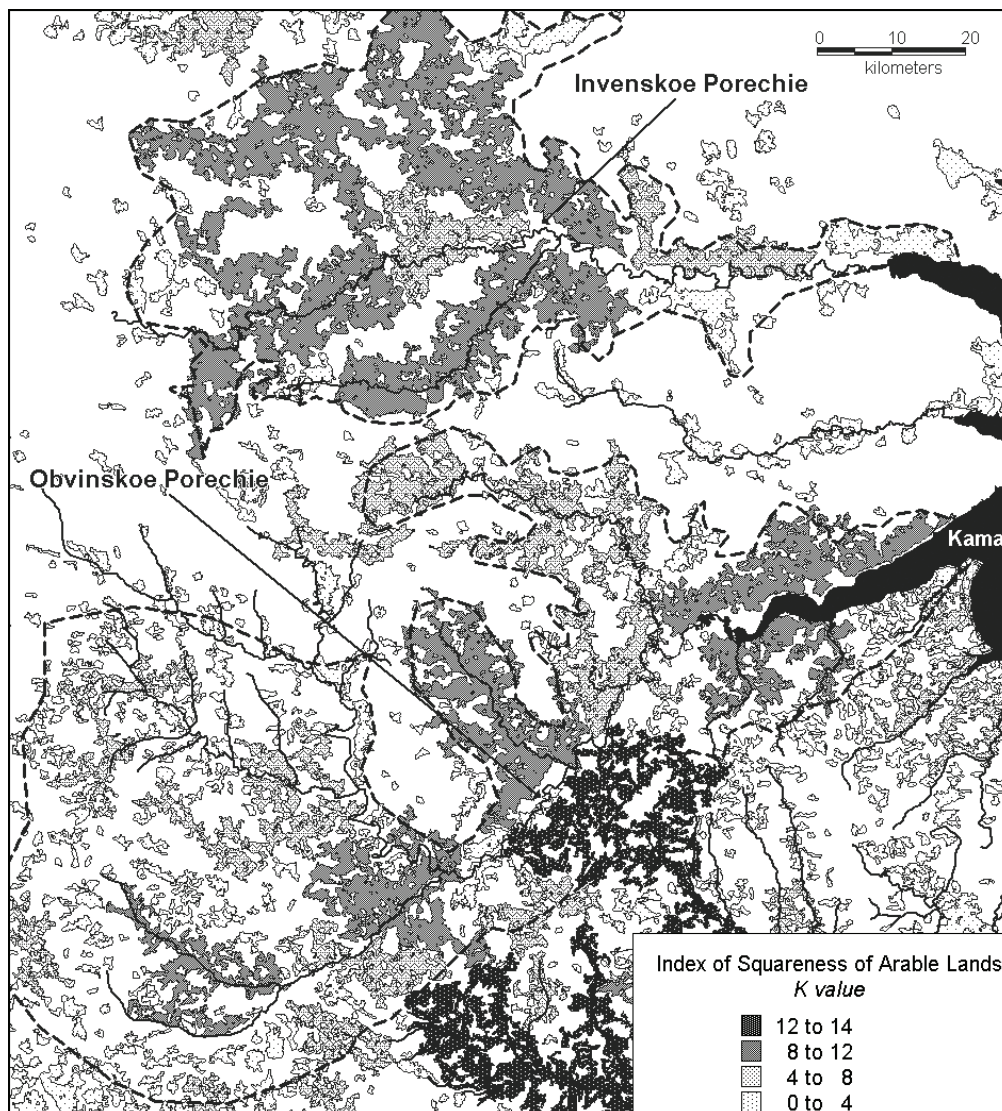 0 10 20
kilometers
Invenskoe Porechie
Obvinskoe Porechie
Kama
Index of Squareness of Arable Lands
K value
12 to 14
8 to 12
4 to 8
0 to 4